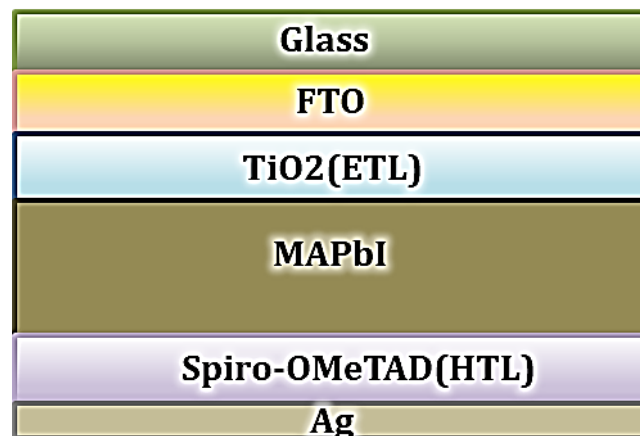 Glass
FTO
TiO2(ETL)
MAPbI
Spiro-OMeTAD(HTL)
Ag